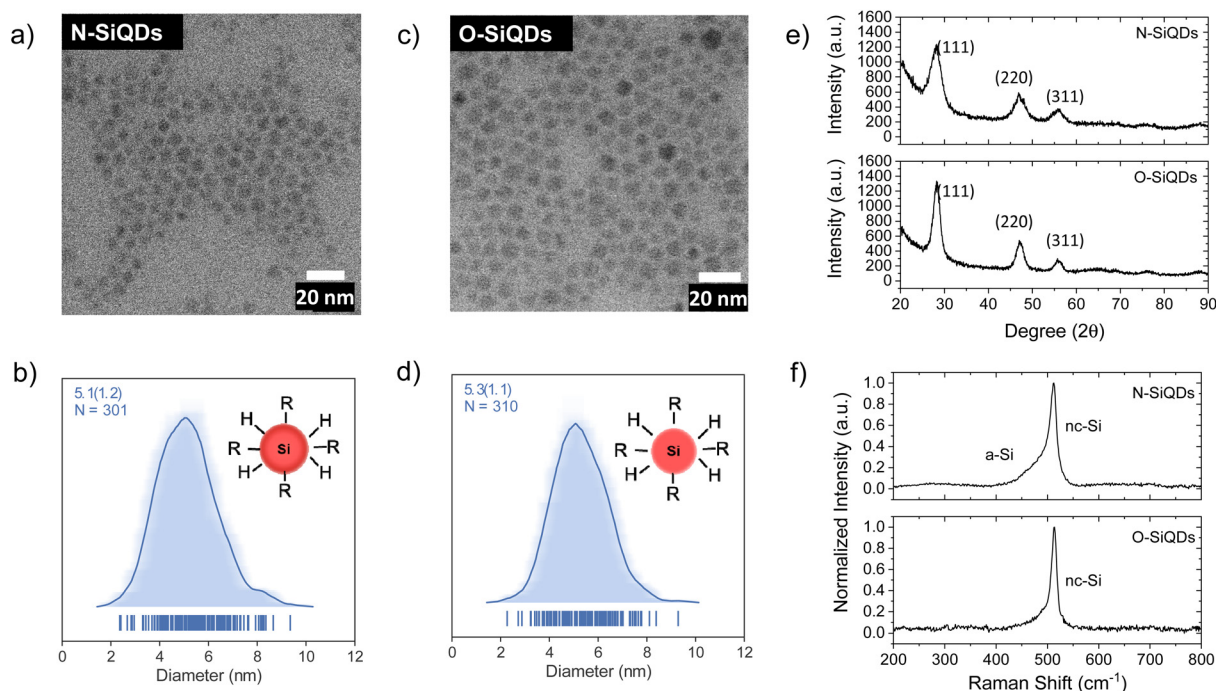 a)
N-SiQDs
20 nm
c)
O-SiQDs
20 nm
e)
1600
1400
1200
1000
800
600
400
200
0
N-SiQDs
(111)
(220)
(311)
1600
1400
1200
1000
800
600
400
200
0
O-SiQDs
(111)
(220)
(311)
Intensity (a.u.)
Intensity (a.u.)
20 30 40 50 60 70 80 90
Degree (2θ)
b)
5.1(1.2)
N = 301
R
H H
R Si R
H H
R
0 2 4 6 8 10 12
Diameter (nm)
d)
5.3(1.1)
N = 310
R
H H
R Si R
H H
R
0 2 4 6 8 10 12
Diameter (nm)
f)
1.0
0.8
0.6
0.4
0.2
0.0
N-SiQDs
nc-Si
a-Si
1.0
0.8
0.6
0.4
0.2
0.0
O-SiQDs
nc-Si
Normalized Intensity (a.u.)
200 300 400 500 600 700 800
Raman Shift (cm⁻¹)